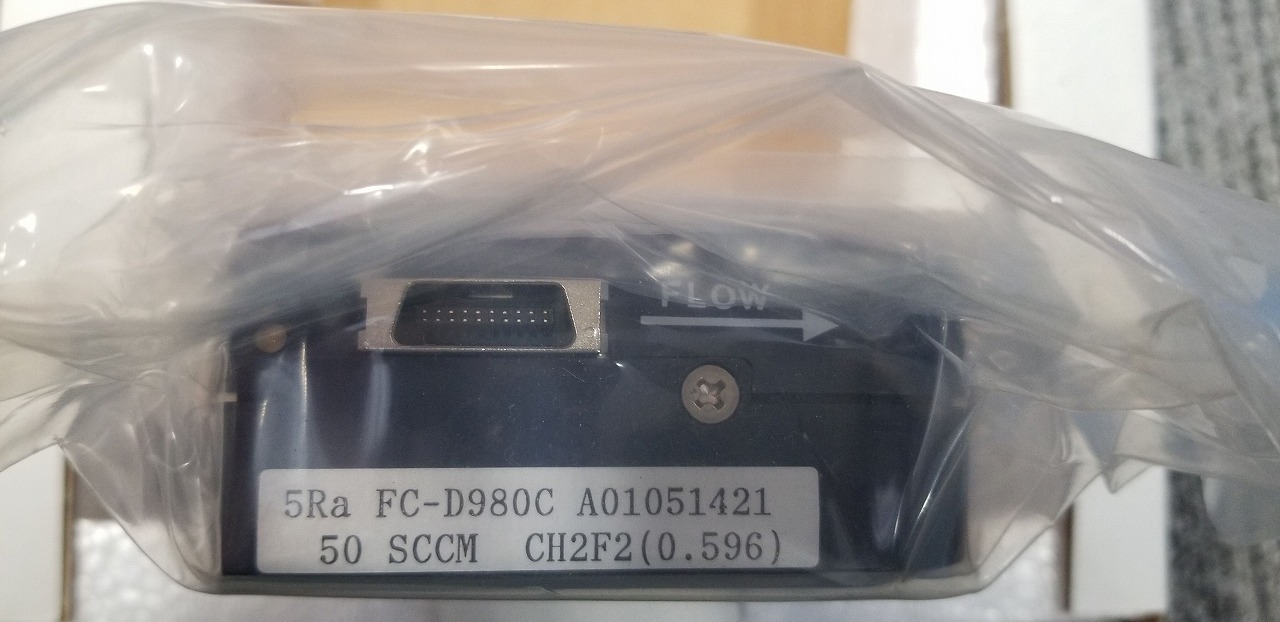 FLOW
5Ra FC-D980C A01051421
50 SCCM CH2F2(0.596)